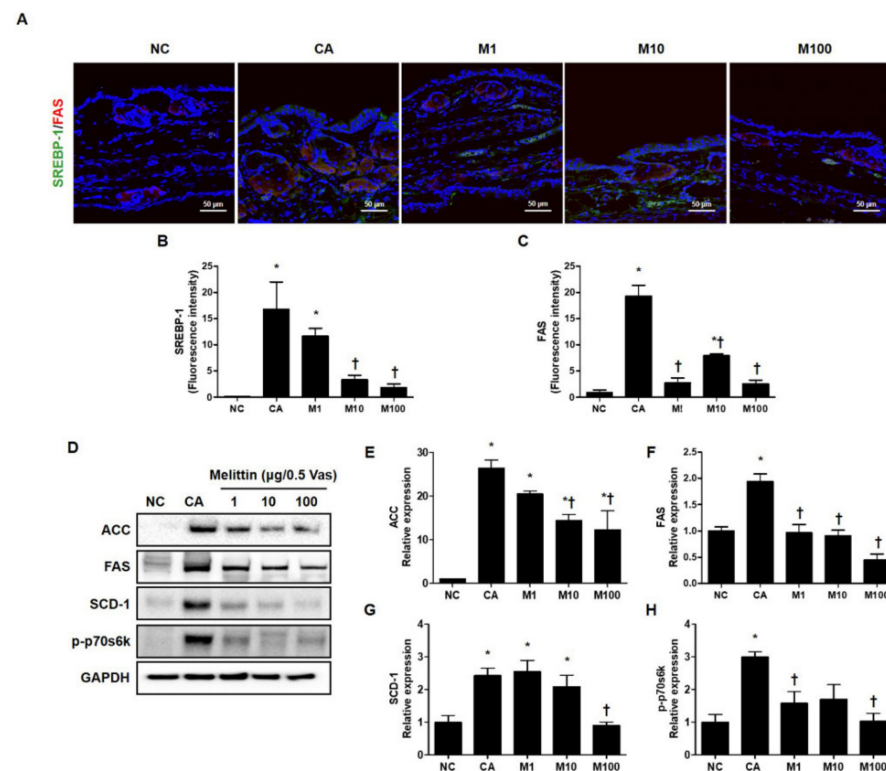 A
NC CA M1 M10 M100
SREBP-1/FAS
50 µm 50 µm 50 µm 50 µm 50 µm
B
SREBP-1
(Fluorescence intensity)
25
20
15
10
5
0
* * † †
NC CA M1 M10 M100
C
FAS
(Fluorescence intensity)
25
20
15
10
5
0
* † *† †
NC CA M! M10 M100
D
Melittin (µg/0.5 Vas)
NC CA 1 10 100
ACC
FAS
SCD-1
p-p70s6k
GAPDH
E
ACC
Relative expression
30
20
10
0
* * *† *†
NC CA M1 M10 M100
F
FAS
Relative expression
2.5
2.0
1.5
1.0
0.5
0.0
* † † †
NC CA M1 M10 M100
G
SCD-1
Relative expression
4
3
2
1
0
* * * †
NC CA M1 M10 M100
H
p-p70s6k
Relative expression
4
3
2
1
0
* † †
NC CA M1 M10 M100